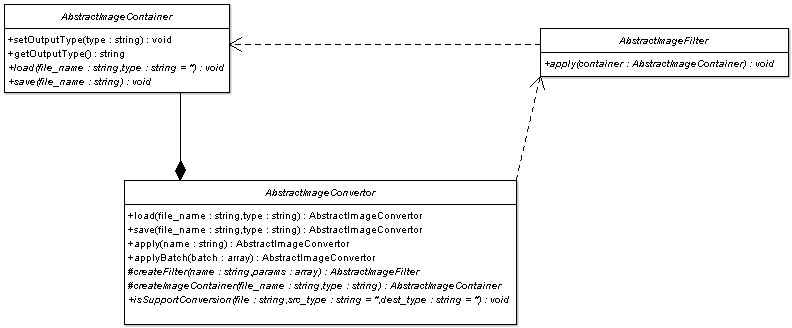 AbstractImageContainer
+setOutputType(type : string) : void
+getOutputType() : string
+load(file_name : string,type : string = '') : void
+save(file_name : string) : void
AbstractImageFilter
+apply(container : AbstractImageContainer) : void
AbstractImageConvertor
+load(file_name : string,type : string) : AbstractImageConvertor
+save(file_name : string,type : string) : AbstractImageConvertor
+apply(name : string) : AbstractImageConvertor
+applyBatch(batch : array) : AbstractImageConvertor
#createFilter(name : string,params : array) : AbstractImageFilter
#createImageContainer(file_name : string,type : string) : AbstractImageContainer
+isSupportConversion(file : string,src_type : string = '',dest_type : string = '') : void